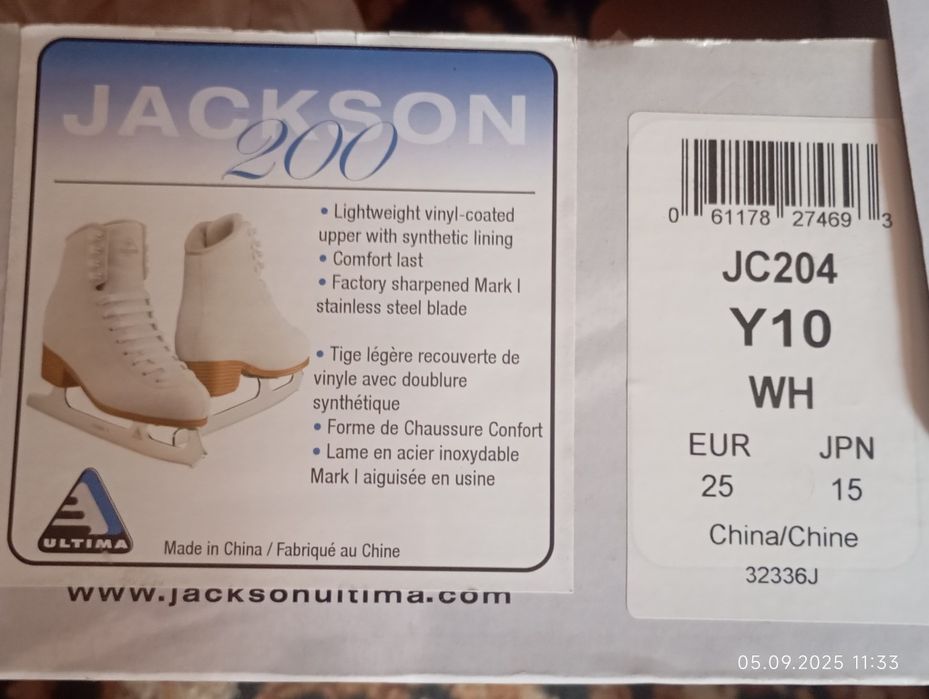 JACKSON
200
• Lightweight vinyl-coated
upper with synthetic lining
• Comfort last
• Factory sharpened Mark I
stainless steel blade
• Tige légère recouverte de
vinyle avec doublure
synthétique
• Forme de Chaussure Confort
• Lame en acier inoxydable
Mark I aiguisée en usine
ULTIMA
Made in China / Fabriqué au Chine
www.jacksonultima.com
0 61178 27469 3
JC204
Y10
WH
EUR JPN
25 15
China/Chine
32336J
05.09.2025 11:33